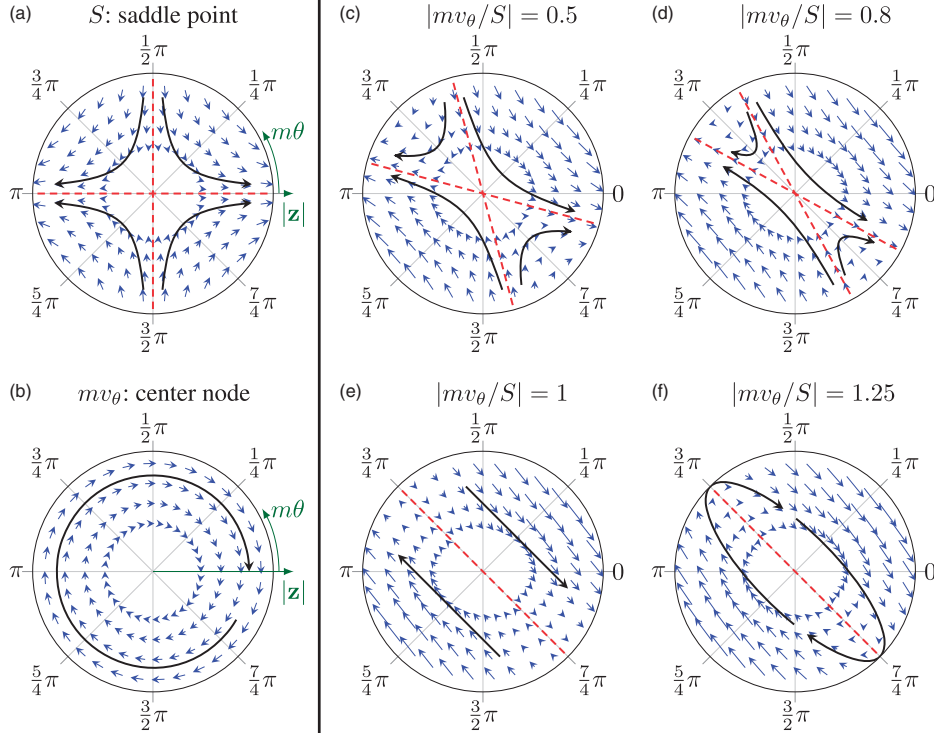 (a) S: saddle point
½π
¾π ¼π
mθ
π |z|
5/4π 7/4π
3/2π
(b) mv_θ: center node
½π
¾π ¼π
mθ
π |z|
5/4π 7/4π
3/2π
(c) |mv_θ/S| = 0.5
½π
¾π ¼π
π 0
5/4π 7/4π
3/2π
(d) |mv_θ/S| = 0.8
½π
¾π ¼π
π 0
5/4π 7/4π
3/2π
(e) |mv_θ/S| = 1
½π
¾π ¼π
π 0
5/4π 7/4π
3/2π
(f) |mv_θ/S| = 1.25
½π
¾π ¼π
π 0
5/4π 7/4π
3/2π